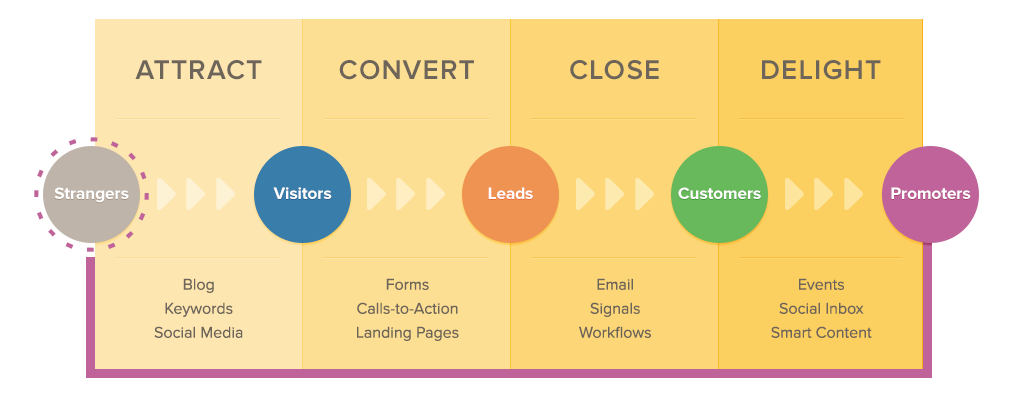 ATTRACT
CONVERT
CLOSE
DELIGHT
Strangers
Visitors
Leads
Customers
Promoters
Blog
Keywords
Social Media
Forms
Calls-to-Action
Landing Pages
Email
Signals
Workflows
Events
Social Inbox
Smart Content